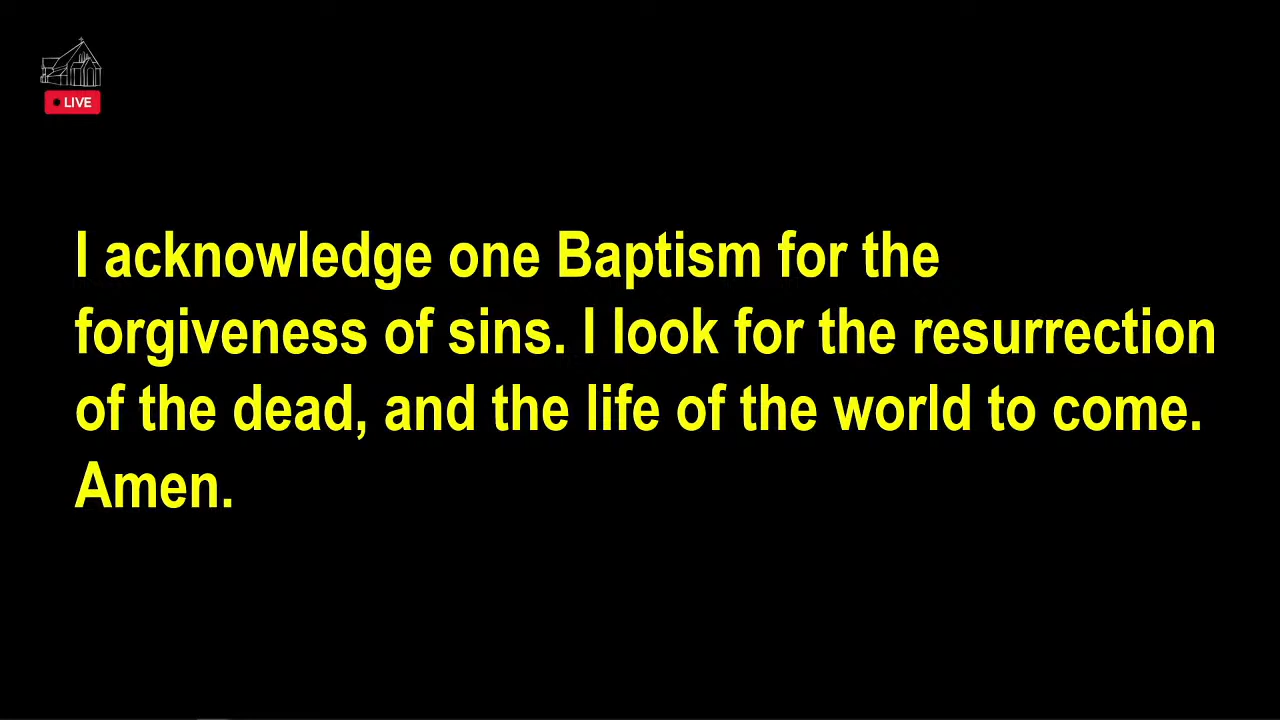 LIVE
I acknowledge one Baptism for the
forgiveness of sins. I look for the resurrection
of the dead, and the life of the world to come.
Amen.